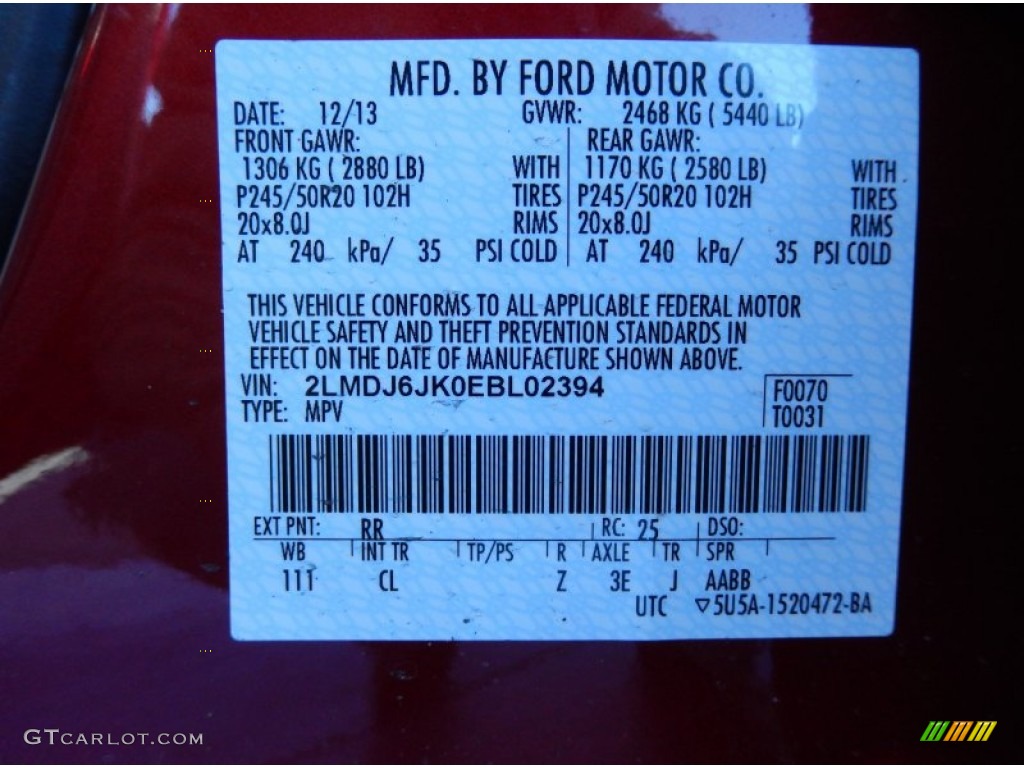 MFD. BY FORD MOTOR CO.
DATE: 12/13 GVWR: 2468 KG ( 5440 LB)
FRONT GAWR: REAR GAWR:
1306 KG ( 2880 LB) WITH 1170 KG ( 2580 LB) WITH
P245/50R20 102H TIRES P245/50R20 102H TIRES
20x8.0J RIMS 20x8.0J RIMS
AT 240 kPa/ 35 PSI COLD AT 240 kPa/ 35 PSI COLD
THIS VEHICLE CONFORMS TO ALL APPLICABLE FEDERAL MOTOR
VEHICLE SAFETY AND THEFT PREVENTION STANDARDS IN
EFFECT ON THE DATE OF MANUFACTURE SHOWN ABOVE.
VIN: 2LMDJ6JK0EBL02394 F0070
TYPE: MPV T0031
EXT PNT: RR RC: 25 DSO:
WB INT TR TP/PS R AXLE TR SPR
111 CL Z 3E J AABB
UTC ▽5U5A-1520472-BA
GTCARLOT.COM